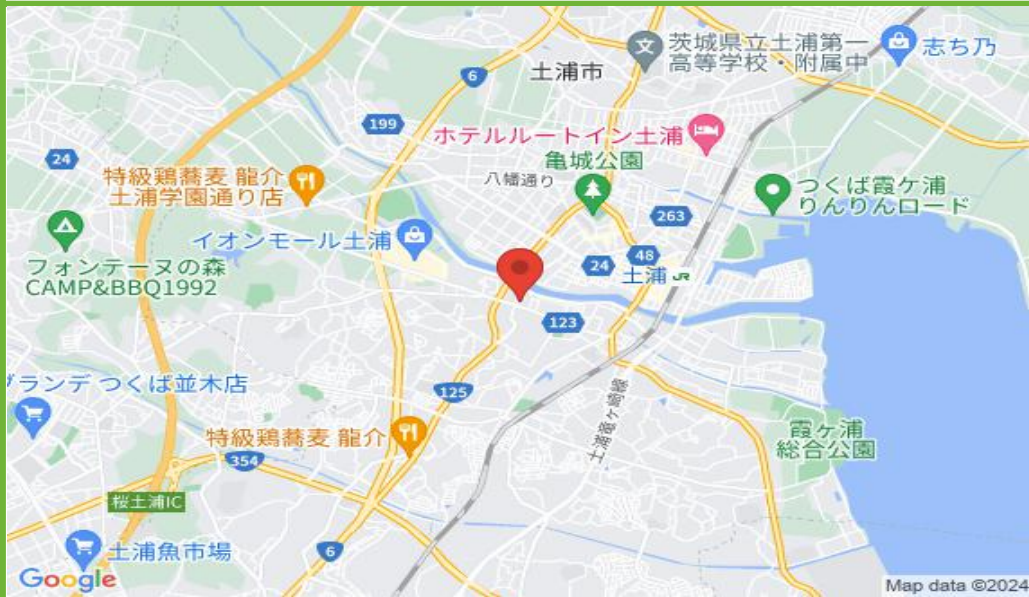 茨城県立土浦第一
高等学校・附属中
志ち乃
土浦市
6
199
ホテルルートイン土浦
24
亀城公園
特級鶏蕎麦 龍介
土浦学園通り店
八幡通り
つくば霞ケ浦
りんりんロード
263
イオンモール土浦
フォンテーヌの森
CAMP&BBQ1992
24
48
土浦 JR
123
グランデ つくば並木店
125
土浦竜ケ崎線
特級鶏蕎麦 龍介
霞ヶ浦
総合公園
354
桜土浦IC
土浦魚市場
6
Google
Map data ©2024